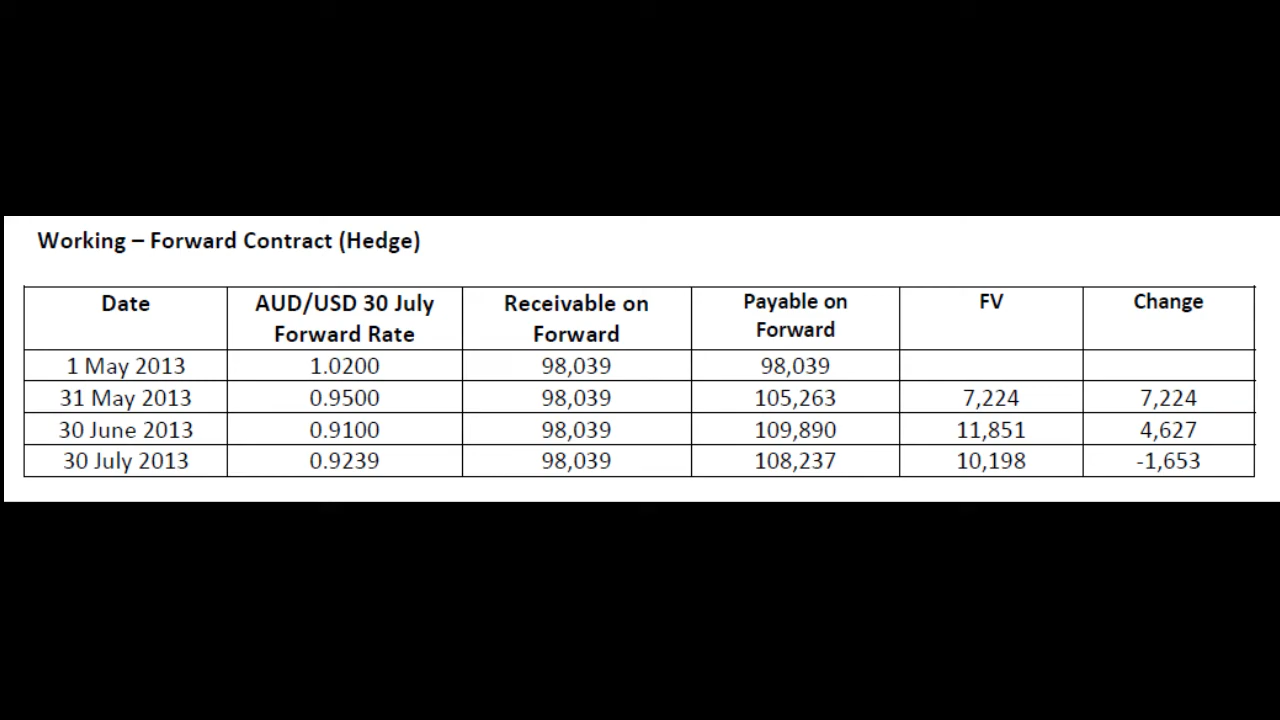 Working – Forward Contract (Hedge)
Date AUD/USD 30 July Forward Rate Receivable on Forward Payable on Forward FV Change
1 May 2013 1.0200 98,039 98,039
31 May 2013 0.9500 98,039 105,263 7,224 7,224
30 June 2013 0.9100 98,039 109,890 11,851 4,627
30 July 2013 0.9239 98,039 108,237 10,198 -1,653